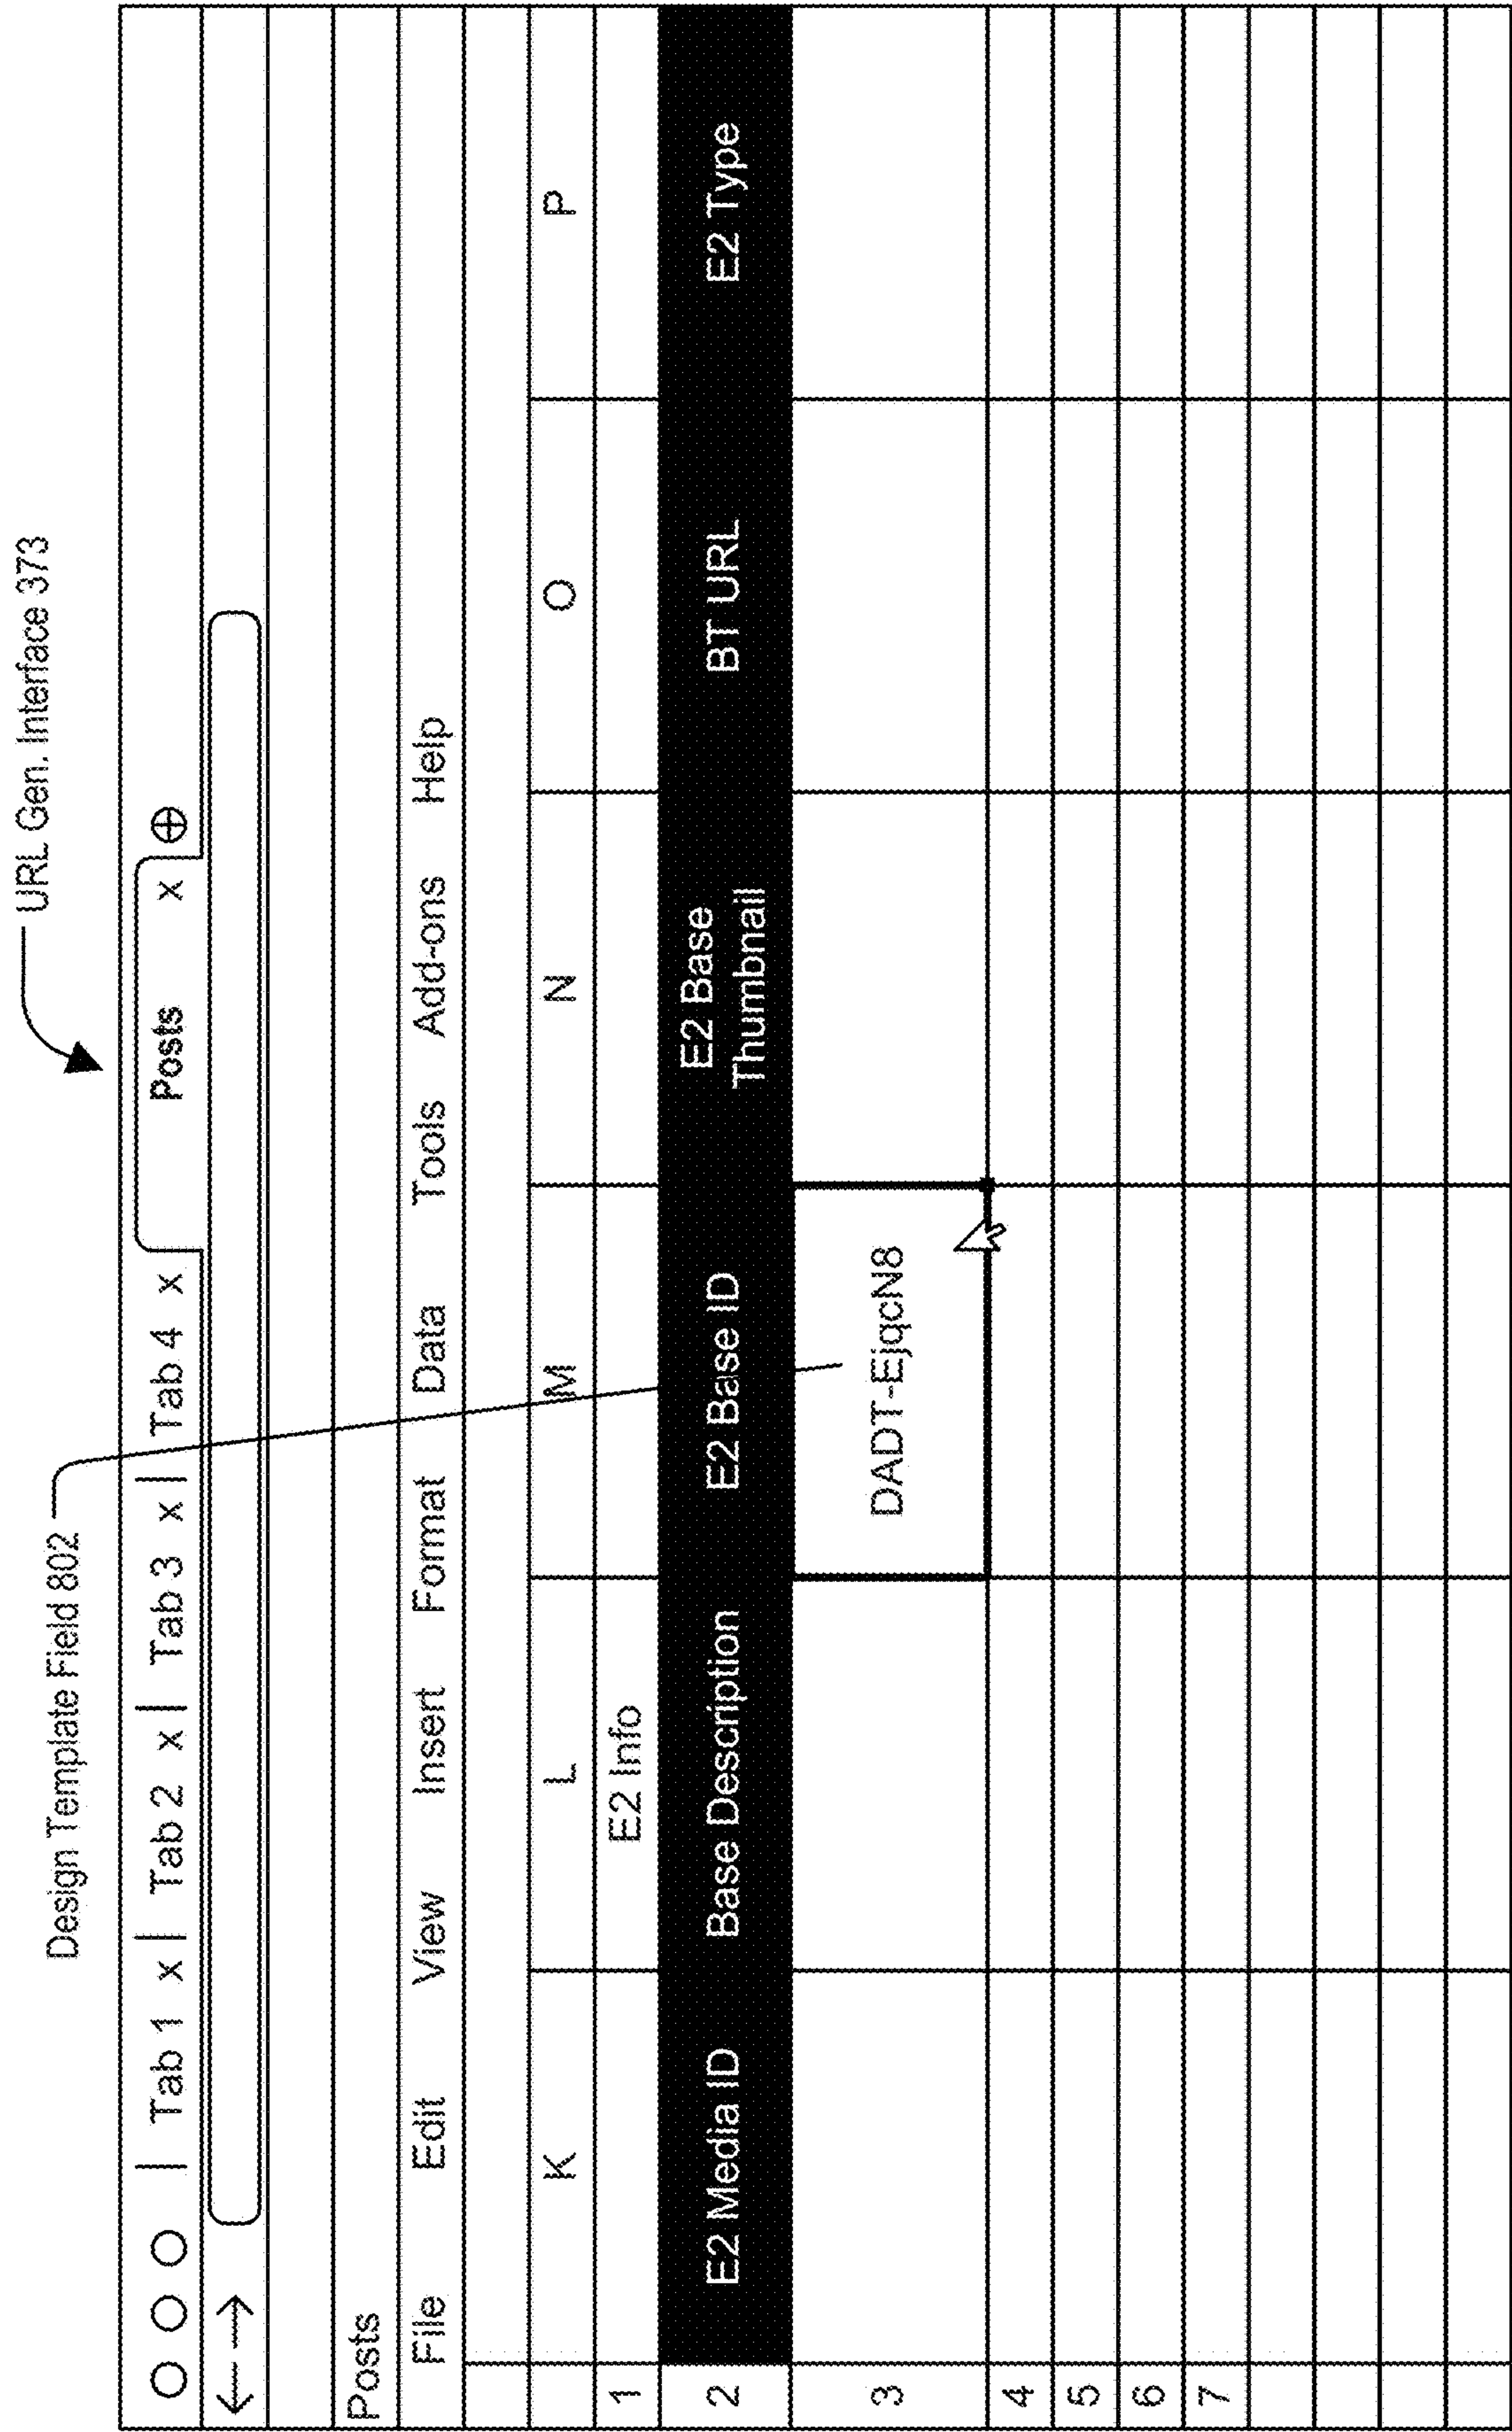 URL Gen. Interface 373
Design Template Field 802
Tab 1 x | Tab 2 x | Tab 3 x | Tab 4 x Posts x
Posts
File Edit View Insert Format Data Tools Add-ons Help
K L M N O P
1 E2 Info
2 E2 Media ID Base Description E2 Base ID E2 Base Thumbnail BT URL E2 Type
3 DADT-EjqcN8
4
5
6
7